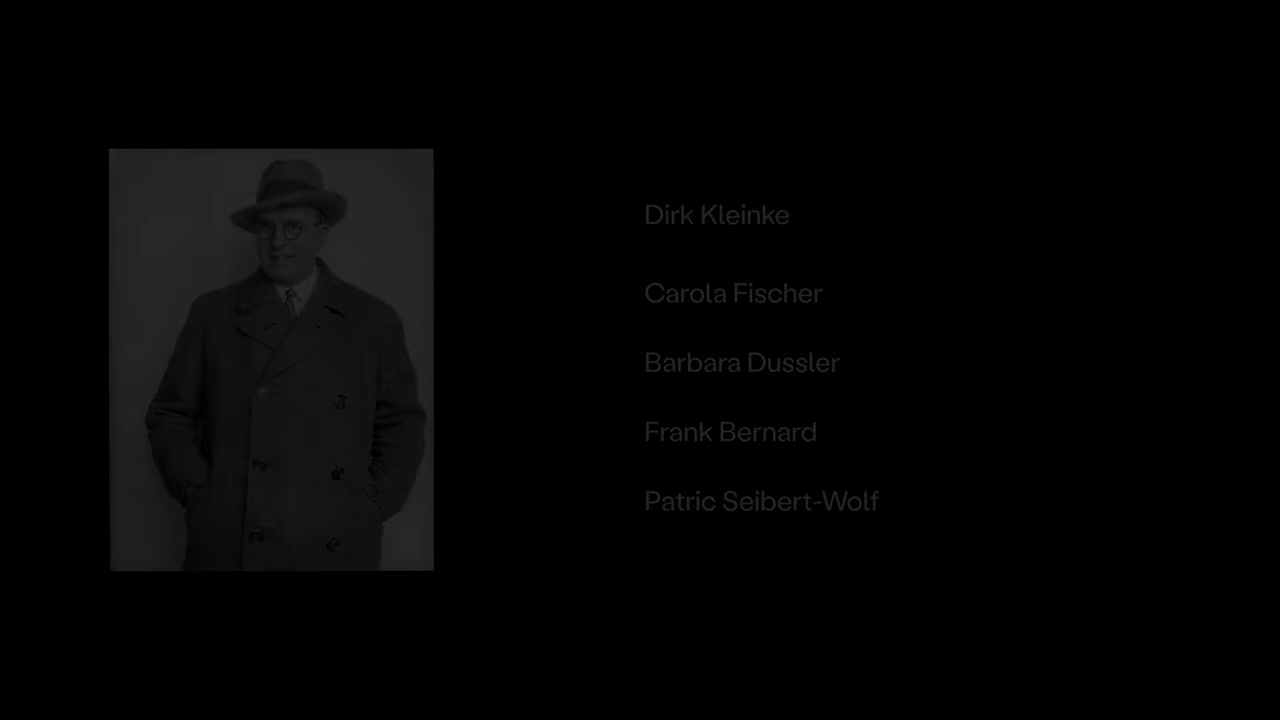 Dirk Kleinke
Carola Fischer
Barbara Dussler
Frank Bernard
Patric Seibert-Wolf